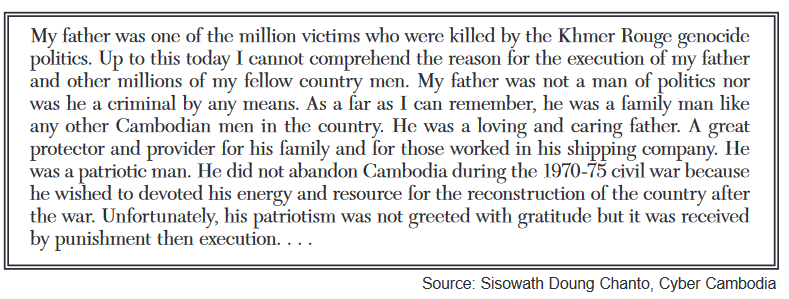 My father was one of the million victims who were killed by the Khmer Rouge genocide
politics. Up to this today I cannot comprehend the reason for the execution of my father
and other millions of my fellow country men. My father was not a man of politics nor
was he a criminal by any means. As a far as I can remember, he was a family man like
any other Cambodian men in the country. He was a loving and caring father. A great
protector and provider for his family and for those worked in his shipping company. He
was a patriotic man. He did not abandon Cambodia during the 1970-75 civil war because
he wished to devoted his energy and resource for the reconstruction of the country after
the war. Unfortunately, his patriotism was not greeted with gratitude but it was received
by punishment then execution. . . .
Source: Sisowath Doung Chanto, Cyber Cambodia